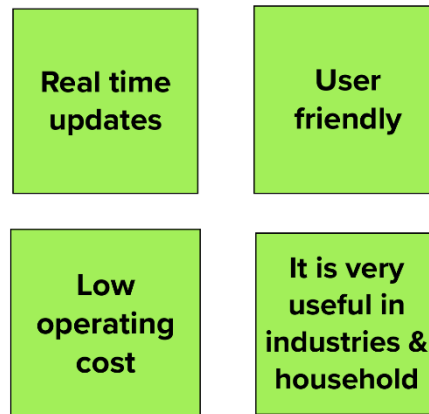 Real time
updates
User
friendly
Low
operating
cost
It is very
useful in
industries &
household